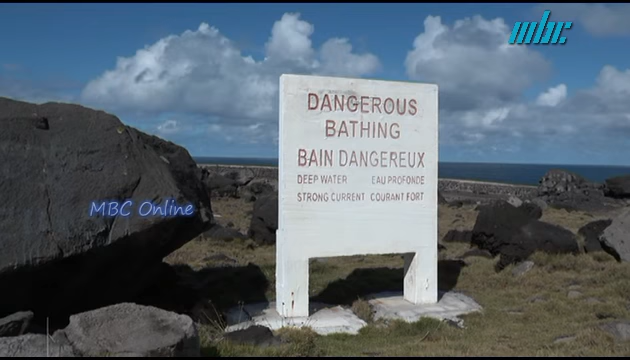 mbc
DANGEROUS
BATHING
BAIN DANGEREUX
DEEP WATER EAU PROFONDE
STRONG CURRENT COURANT FORT
MBC Online